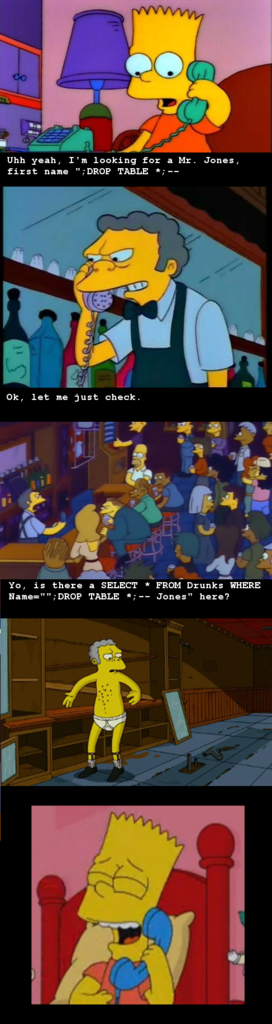 Uhh yeah, I'm looking for a Mr. Jones,
first name ";DROP TABLE *;--
Ok, let me just check.
Yo, is there a SELECT * FROM Drunks WHERE
Name="";DROP TABLE *;-- Jones" here?